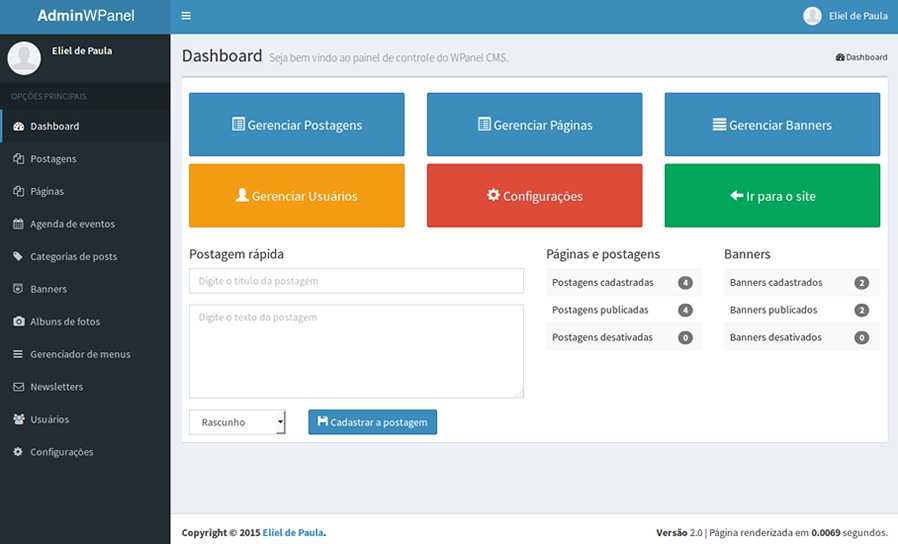 AdminWPanel
Eliel de Paula
Eliel de Paula
OPÇÕES PRINCIPAIS
Dashboard
Postagens
Páginas
Agenda de eventos
Categorias de posts
Banners
Albuns de fotos
Gerenciador de menus
Newsletters
Usuários
Configurações
Dashboard Seja bem vindo ao painel de controle do WPanel CMS.
Dashboard
Gerenciar Postagens
Gerenciar Páginas
Gerenciar Banners
Gerenciar Usuários
Configurações
Ir para o site
Postagem rápida
Digite o titulo da postagem
Digite o texto da postagem
Rascunho
Cadastrar a postagem
Páginas e postagens
Postagens cadastradas 4
Postagens publicadas 4
Postagens desativadas 0
Banners
Banners cadastrados 2
Banners publicados 2
Banners desativados 0
Copyright © 2015 Eliel de Paula.
Versão 2.0 | Página renderizada em 0.0069 segundos.